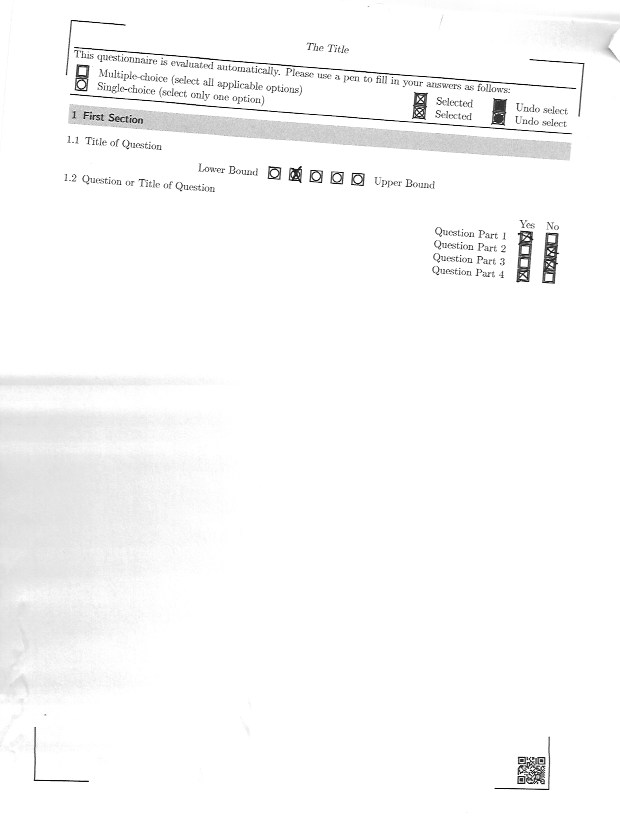 The Title
This questionnaire is evaluated automatically. Please use a pen to fill in your answers as follows:
Multiple-choice (select all applicable options) Selected Undo select
Single-choice (select only one option) Selected Undo select
1 First Section
1.1 Title of Question
Lower Bound Upper Bound
1.2 Question or Title of Question
Yes No
Question Part 1
Question Part 2
Question Part 3
Question Part 4